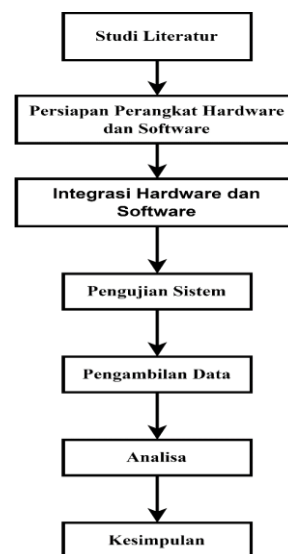 Studi Literatur
Persiapan Perangkat Hardware
dan Software
Integrasi Hardware dan
Software
Pengujian Sistem
Pengambilan Data
Analisa
Kesimpulan